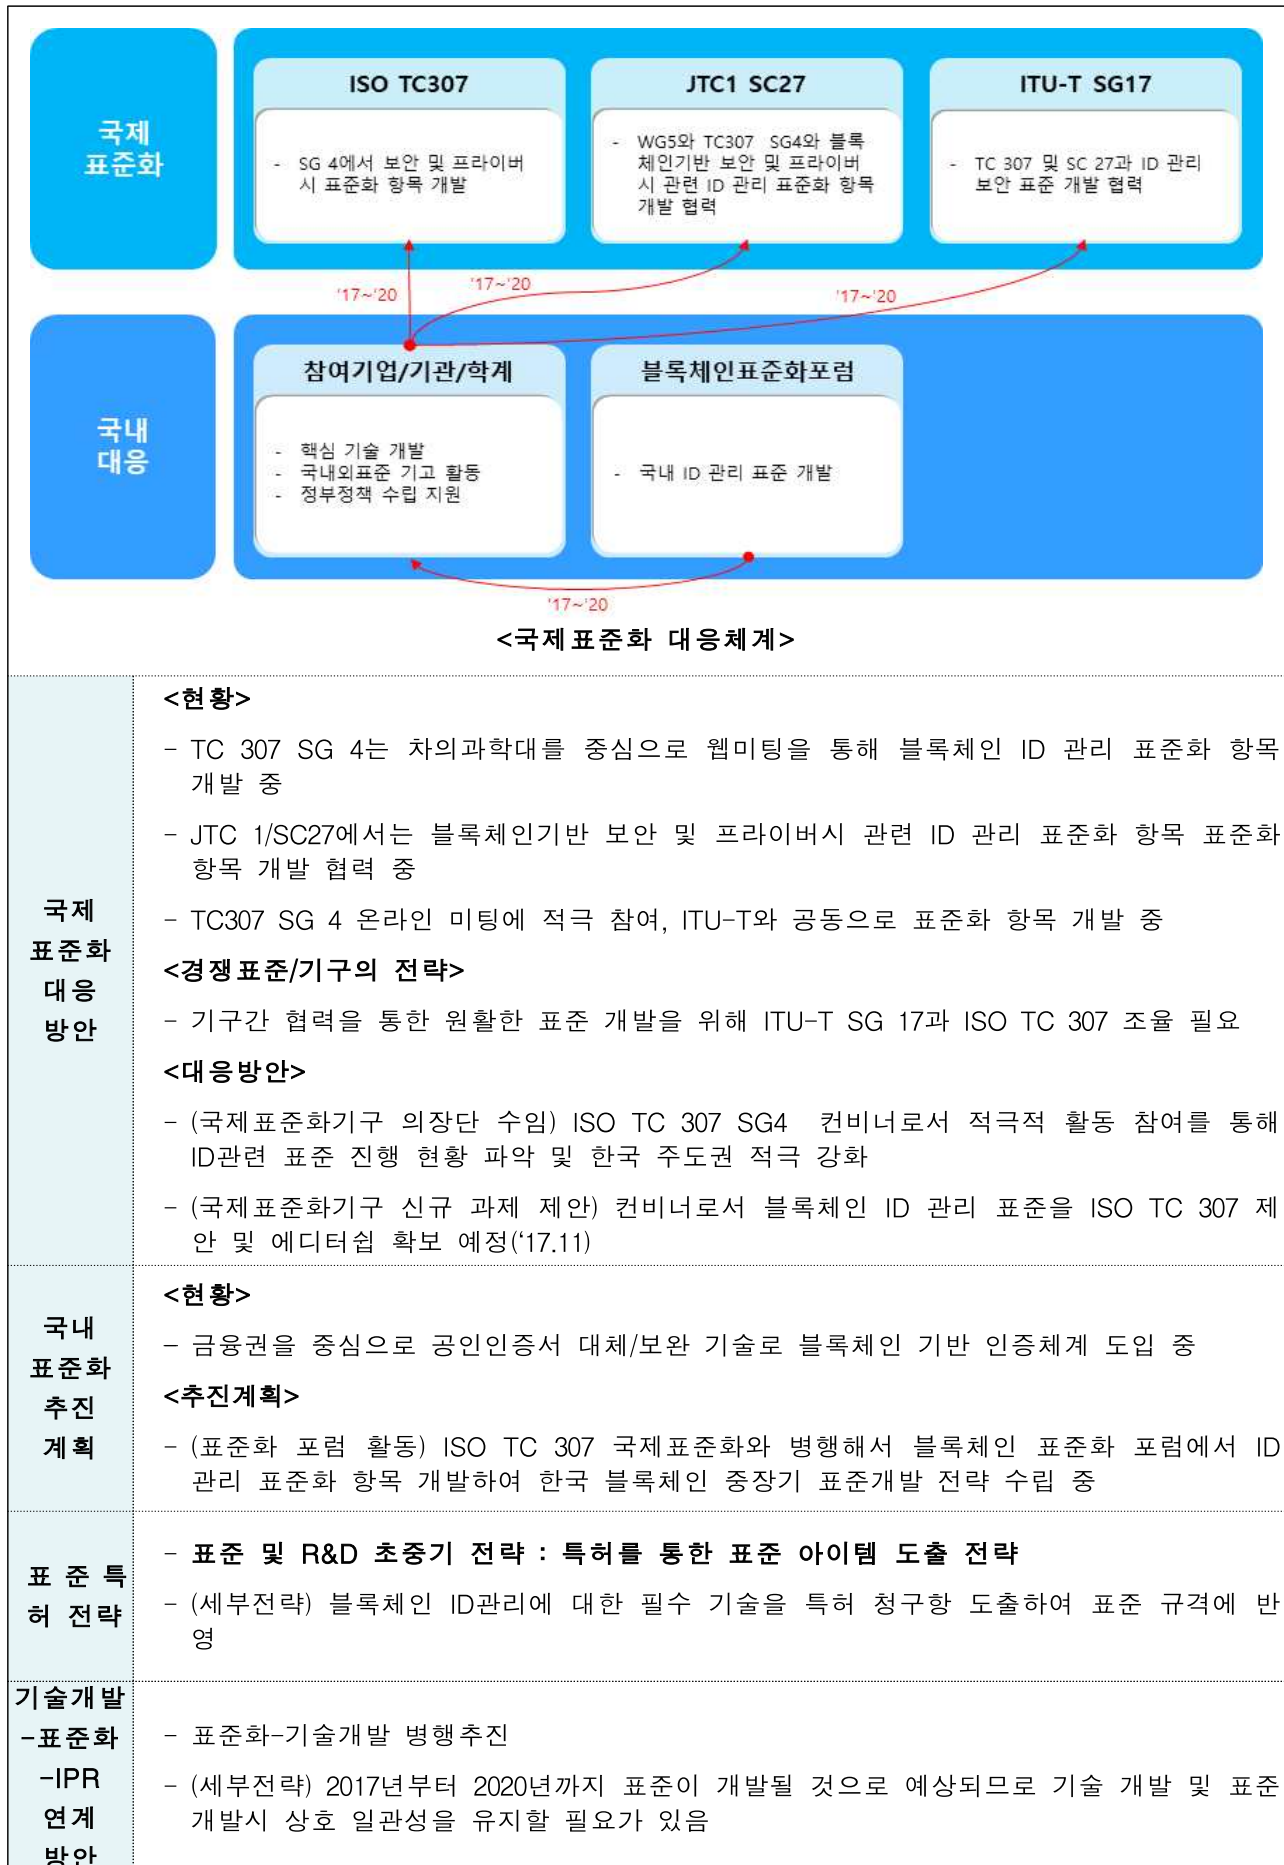 국제
표준화
ISO TC307
- SG 4에서 보안 및 프라이버
시 표준화 항목 개발
JTC1 SC27
- WG5와 TC307 SG4와 블록
체인기반 보안 및 프라이버
시 관련 ID 관리 표준화 항목
개발 협력
ITU-T SG17
- TC 307 및 SC 27과 ID 관리
보안 표준 개발 협력
'17~'20
'17~'20
'17~'20
국내
대응
참여기업/기관/학계
- 핵심 기술 개발
- 국내외표준 기고 활동
- 정부정책 수립 지원
블록체인표준화포럼
- 국내 ID 관리 표준 개발
'17~'20
<국제표준화 대응체계>
국제
표준화
대응
방안
<현황>
- TC 307 SG 4는 차의과학대를 중심으로 웹미팅을 통해 블록체인 ID 관리 표준화 항목
개발 중
- JTC 1/SC27에서는 블록체인기반 보안 및 프라이버시 관련 ID 관리 표준화 항목 표준화
항목 개발 협력 중
- TC307 SG 4 온라인 미팅에 적극 참여, ITU-T와 공동으로 표준화 항목 개발 중
<경쟁표준/기구의 전략>
- 기구간 협력을 통한 원활한 표준 개발을 위해 ITU-T SG 17과 ISO TC 307 조율 필요
<대응방안>
- (국제표준화기구 의장단 수임) ISO TC 307 SG4 컨비너로서 적극적 활동 참여를 통해
ID관련 표준 진행 현황 파악 및 한국 주도권 적극 강화
- (국제표준화기구 신규 과제 제안) 컨비너로서 블록체인 ID 관리 표준을 ISO TC 307 제
안 및 에디터쉽 확보 예정('17.11)
국내
표준화
추진
계획
<현황>
- 금융권을 중심으로 공인인증서 대체/보완 기술로 블록체인 기반 인증체계 도입 중
<추진계획>
- (표준화 포럼 활동) ISO TC 307 국제표준화와 병행해서 블록체인 표준화 포럼에서 ID
관리 표준화 항목 개발하여 한국 블록체인 중장기 표준개발 전략 수립 중
표 준 특
허 전략
- 표준 및 R&D 초중기 전략 : 특허를 통한 표준 아이템 도출 전략
- (세부전략) 블록체인 ID관리에 대한 필수 기술을 특허 청구항 도출하여 표준 규격에 반
영
기술개발
-표준화
-IPR
연계
방안
- 표준화-기술개발 병행추진
- (세부전략) 2017년부터 2020년까지 표준이 개발될 것으로 예상되므로 기술 개발 및 표준
개발시 상호 일관성을 유지할 필요가 있음